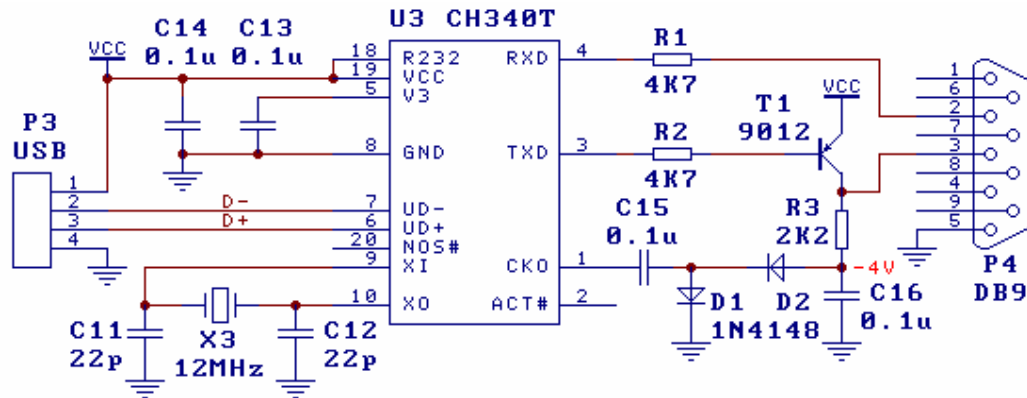 U3 CH340T
C14 C13
0.1u 0.1u
VCC
18 R232
19 VCC
5 V3
8 GND
7 UD-
6 UD+
20 NOS#
9 XI
10 XO
RXD 4
TXD 3
CKO 1
ACT# 2
P3
USB
1
2
3
4
D-
D+
C11
22p
X3
12MHz
C12
22p
R1
4K7
R2
4K7
T1
9012
VCC
C15
0.1u
R3
2K2
-4V
D1
1N4148
D2
C16
0.1u
1
6
2
7
3
8
4
9
5
P4
DB9